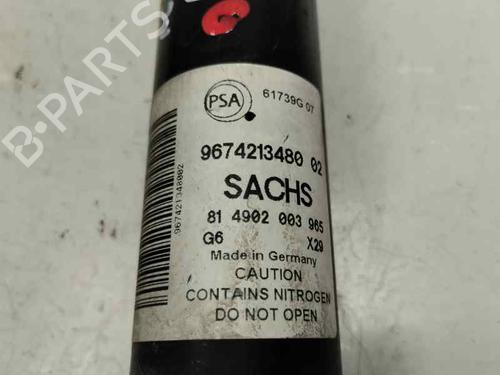 PSA
61739G 07
9674213480 02
SACHS
81 4902 003 965
G6 X29
Made in Germany
CAUTION
CONTAINS NITROGEN
DO NOT OPEN
967421348002
B-PARTS